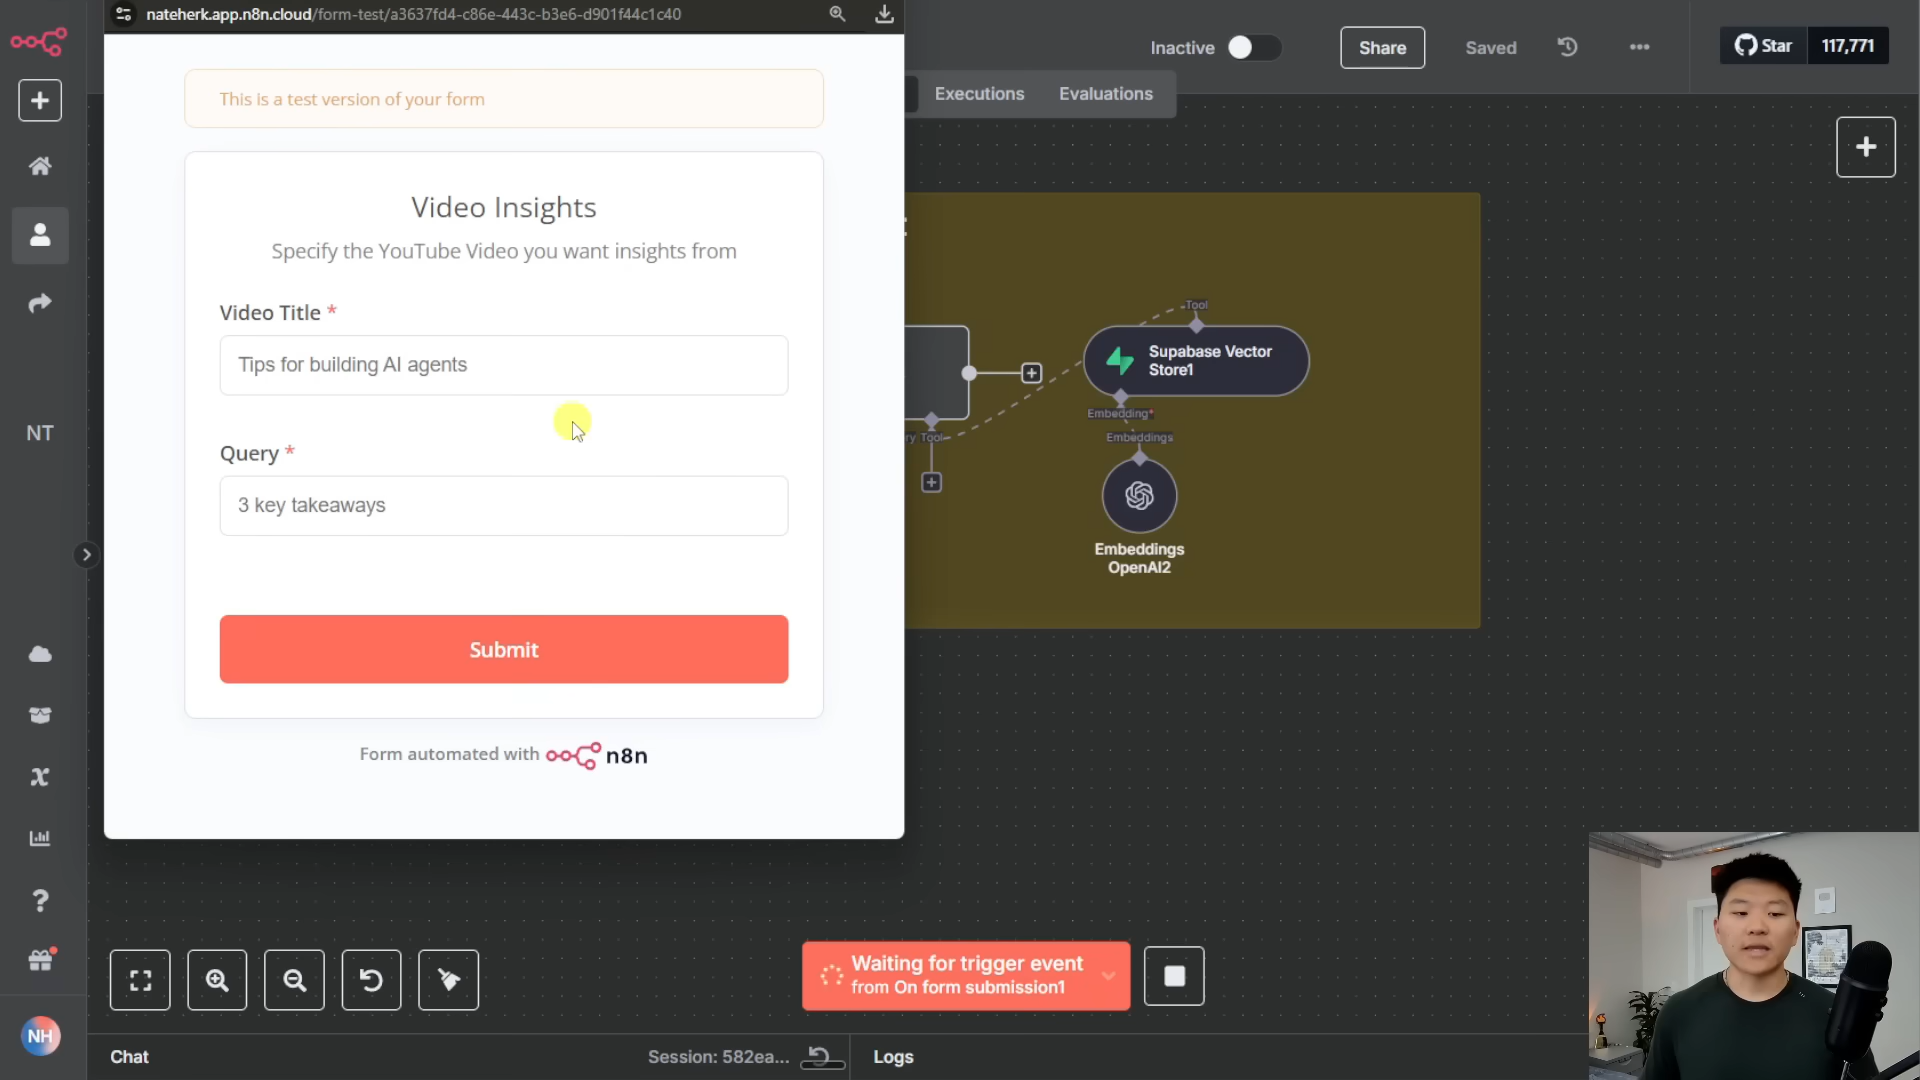 nateherk.app.n8n.cloud/form-test/a3637fd4-c86e-443c-b3e6-d901f44c1c40
This is a test version of your form
Video Insights
Specify the YouTube Video you want insights from
Video Title *
Tips for building AI agents
Query *
3 key takeaways
Submit
Form automated with n8n
Inactive
Share
Saved
Star 117,771
Executions
Evaluations
Tool
Supabase Vector
Store1
Embedding*
Embeddings
ry Tool
Embeddings
OpenAI2
NT
Waiting for trigger event
from On form submission1
NH
Chat
Session: 582ea...
Logs